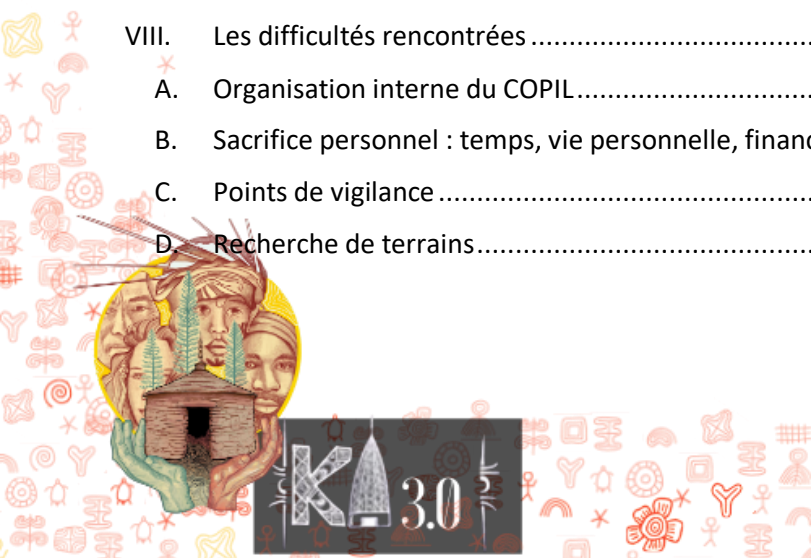 VIII. Les difficultés rencontrées
A. Organisation interne du COPIL
B. Sacrifice personnel : temps, vie personnelle, financ
C. Points de vigilance
D. Recherche de terrains
KA 3.0